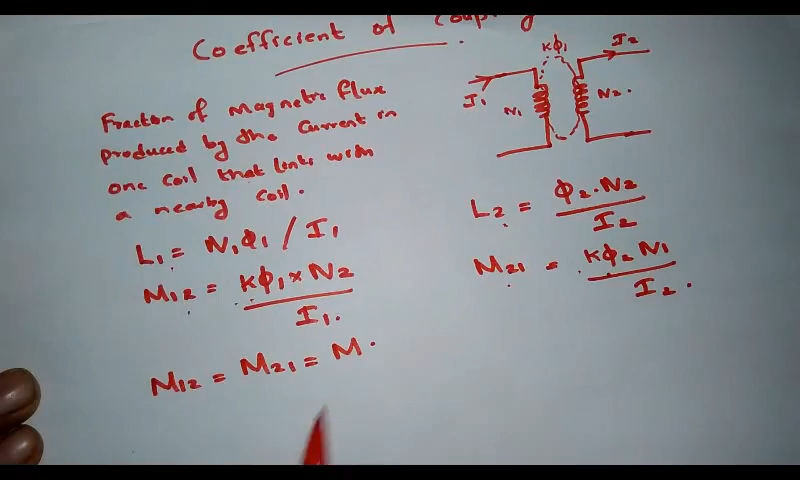 Coefficient of Coupling
Kϕ1
I2
I1
N1
N2.
Fraction of Magnetic flux
produced by the current in
one coil that links with
a nearby coil.
L1 = N1ϕ1 / I1
M12 = Kϕ1 × N2 / I1.
L2 = ϕ2.N2 / I2
M21 = Kϕ2 N1 / I2.
M12 = M21 = M.